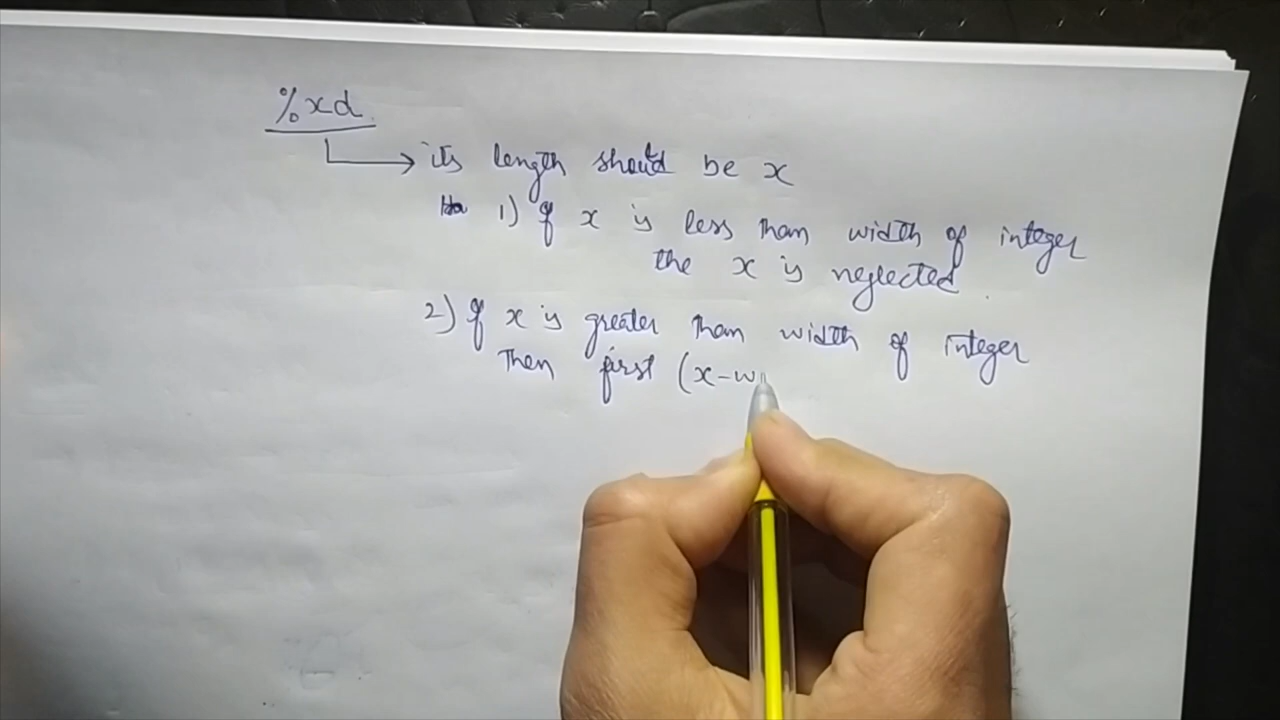 %xd
its length should be x
1) If x is less than width of integer
the x is neglected.
2) If x is greater than width of integer
then first (x-w